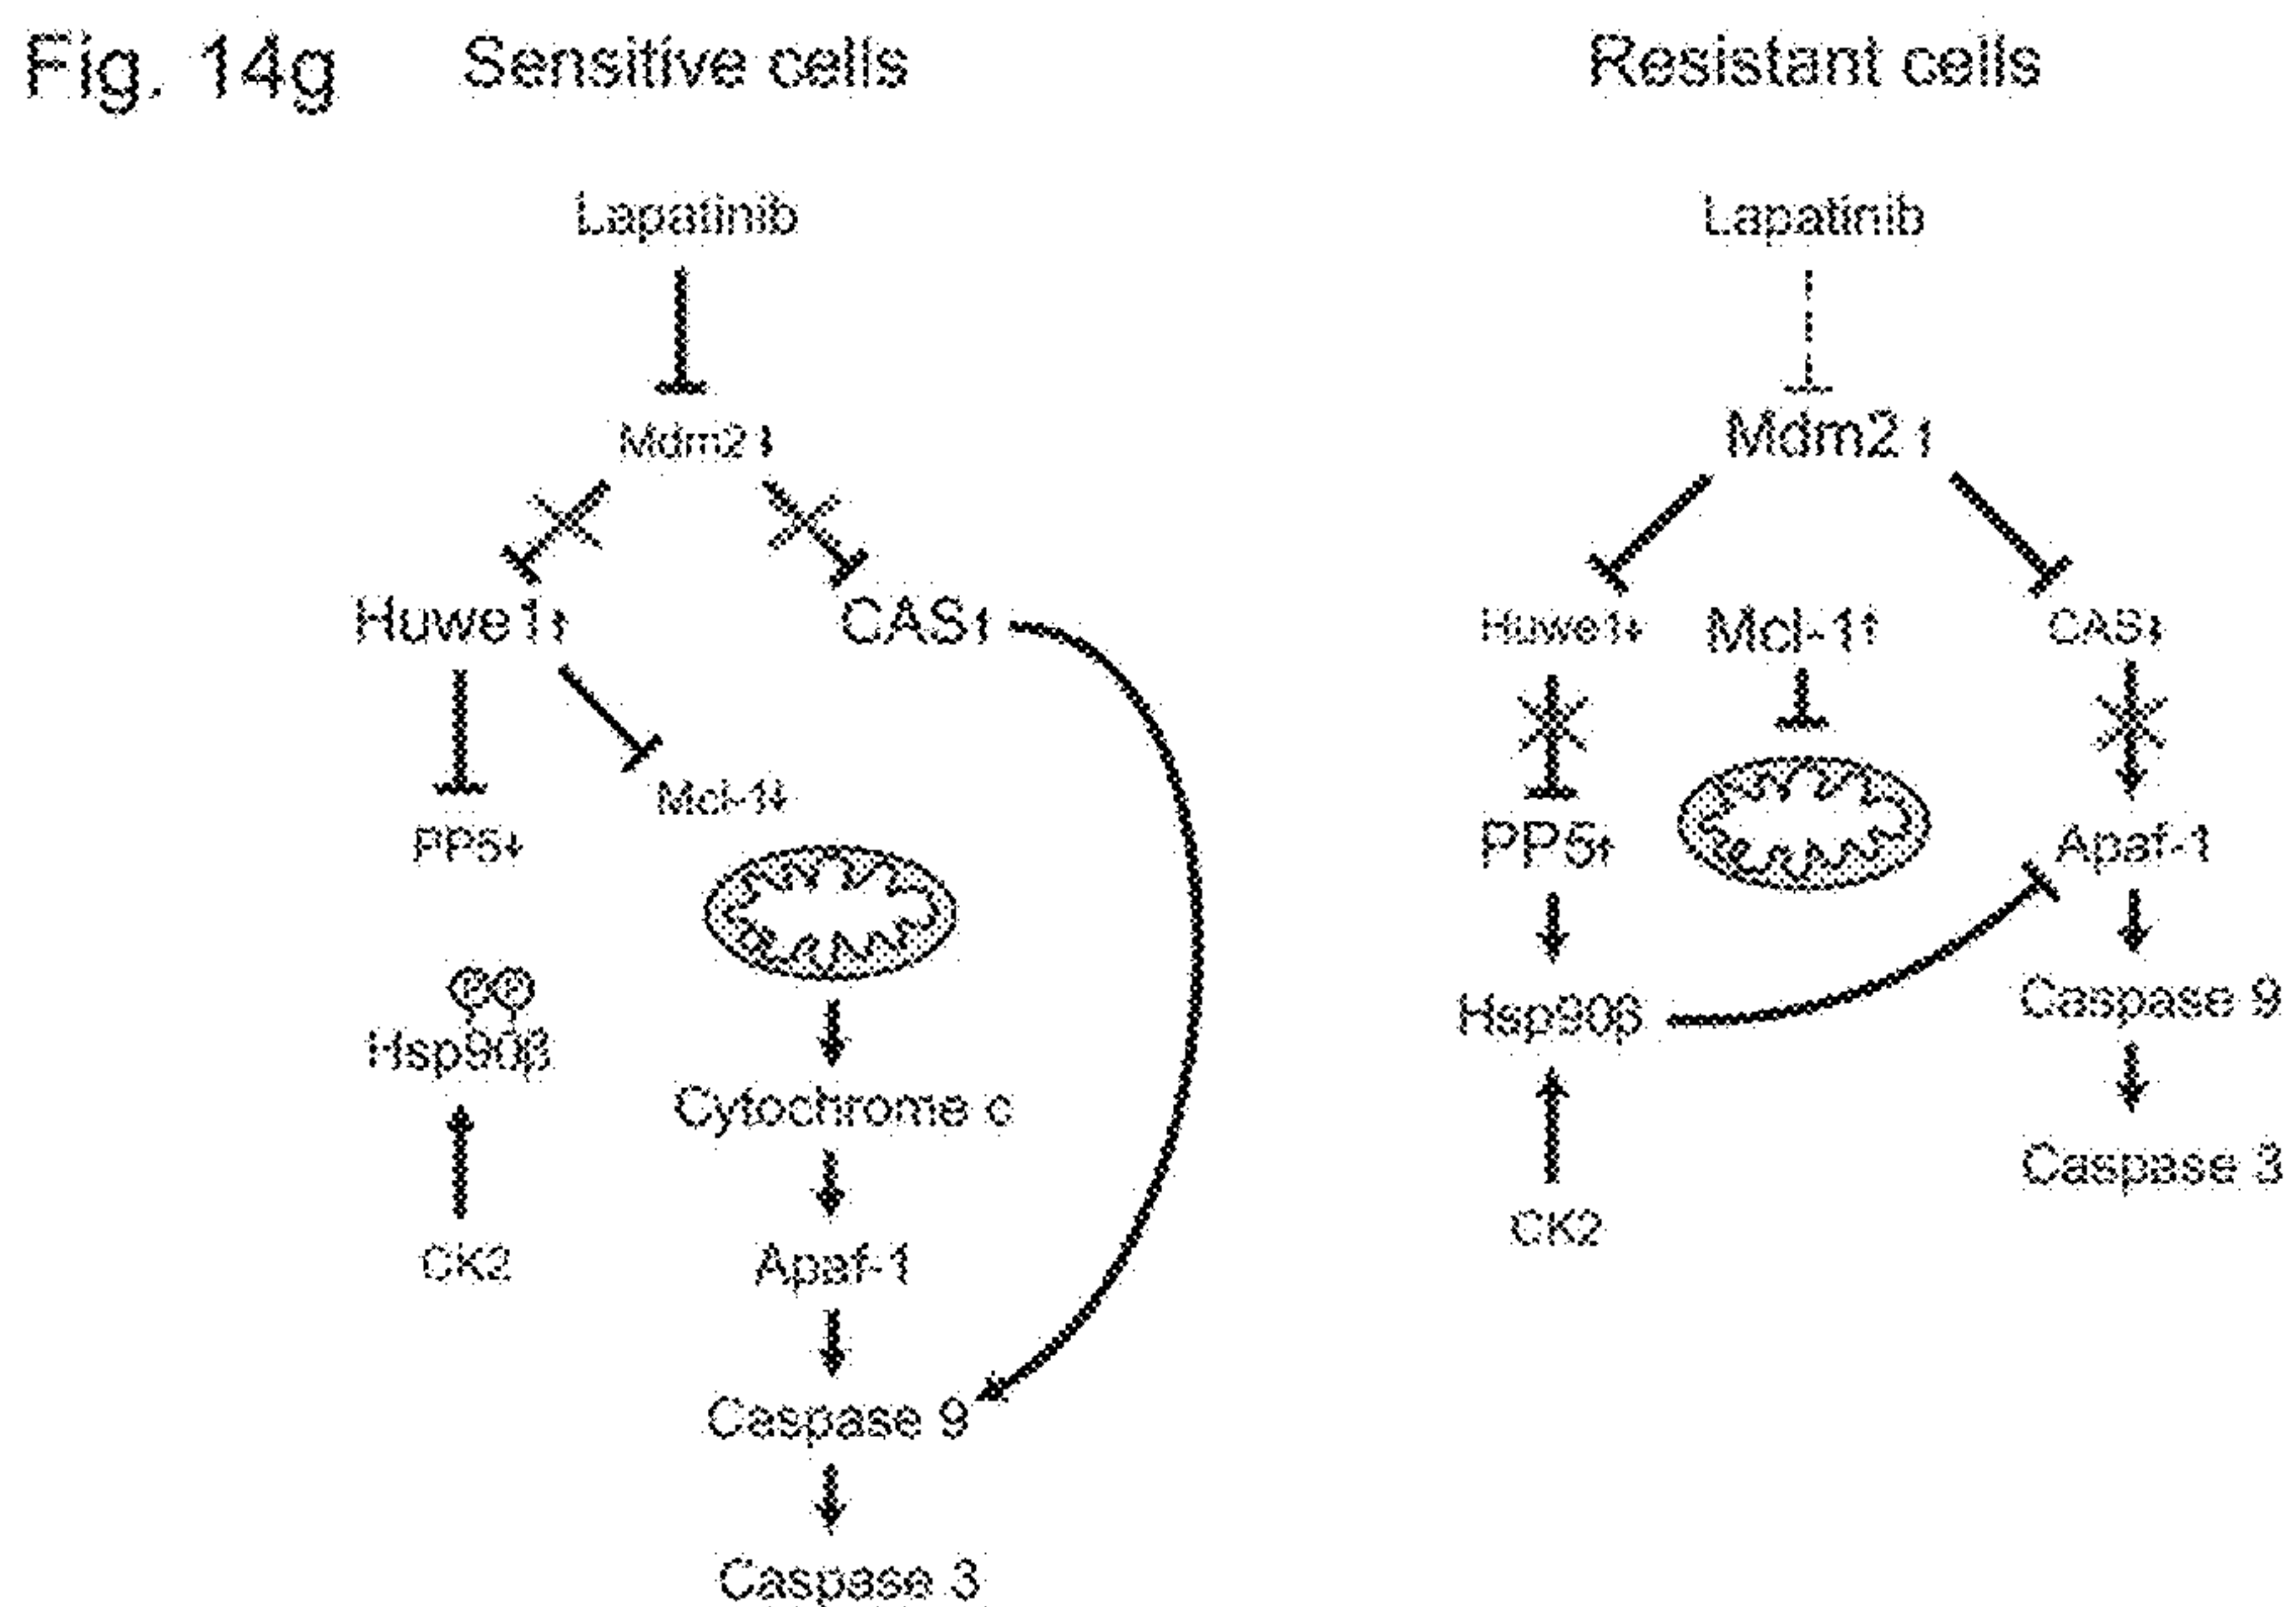 Fig. 14g
Sensitive cells
Lapatinib
Mdm2↓
Huwe1↑
CAS↑
PP5↓
Mcl-1↓
P P
Hsp90β
CK2
Cytochrome c
Apaf-1
Caspase 9
Caspase 3
Resistant cells
Lapatinib
Mdm2↑
Huwe1↓
Mcl-1↑
CAS↓
PP5↑
Apaf-1
Hsp90β
Caspase 9
CK2
Caspase 3